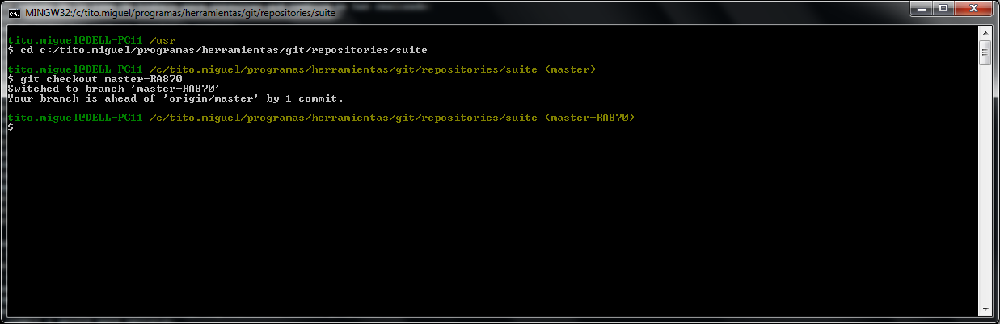 MINGW32:/c/tito.miguel/programas/herramientas/git/repositories/suite
tito.miguel@DELL-PC11 /usr
$ cd c:/tito.miguel/programas/herramientas/git/repositories/suite
tito.miguel@DELL-PC11 /c/tito.miguel/programas/herramientas/git/repositories/suite (master)
$ git checkout master-RA870
Switched to branch 'master-RA870'
Your branch is ahead of 'origin/master' by 1 commit.
tito.miguel@DELL-PC11 /c/tito.miguel/programas/herramientas/git/repositories/suite (master-RA870)
$